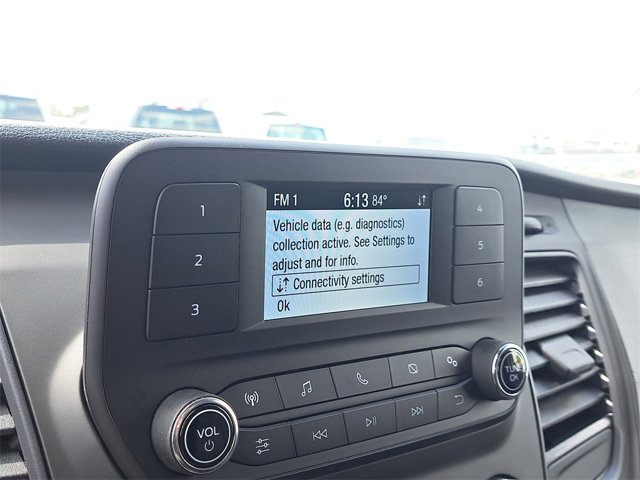 FM 1 6:13 84°
Vehicle data (e.g. diagnostics)
collection active. See Settings to
adjust and for info.
Connectivity settings
Ok
1
2
3
4
5
6
VOL
TUNE
OK